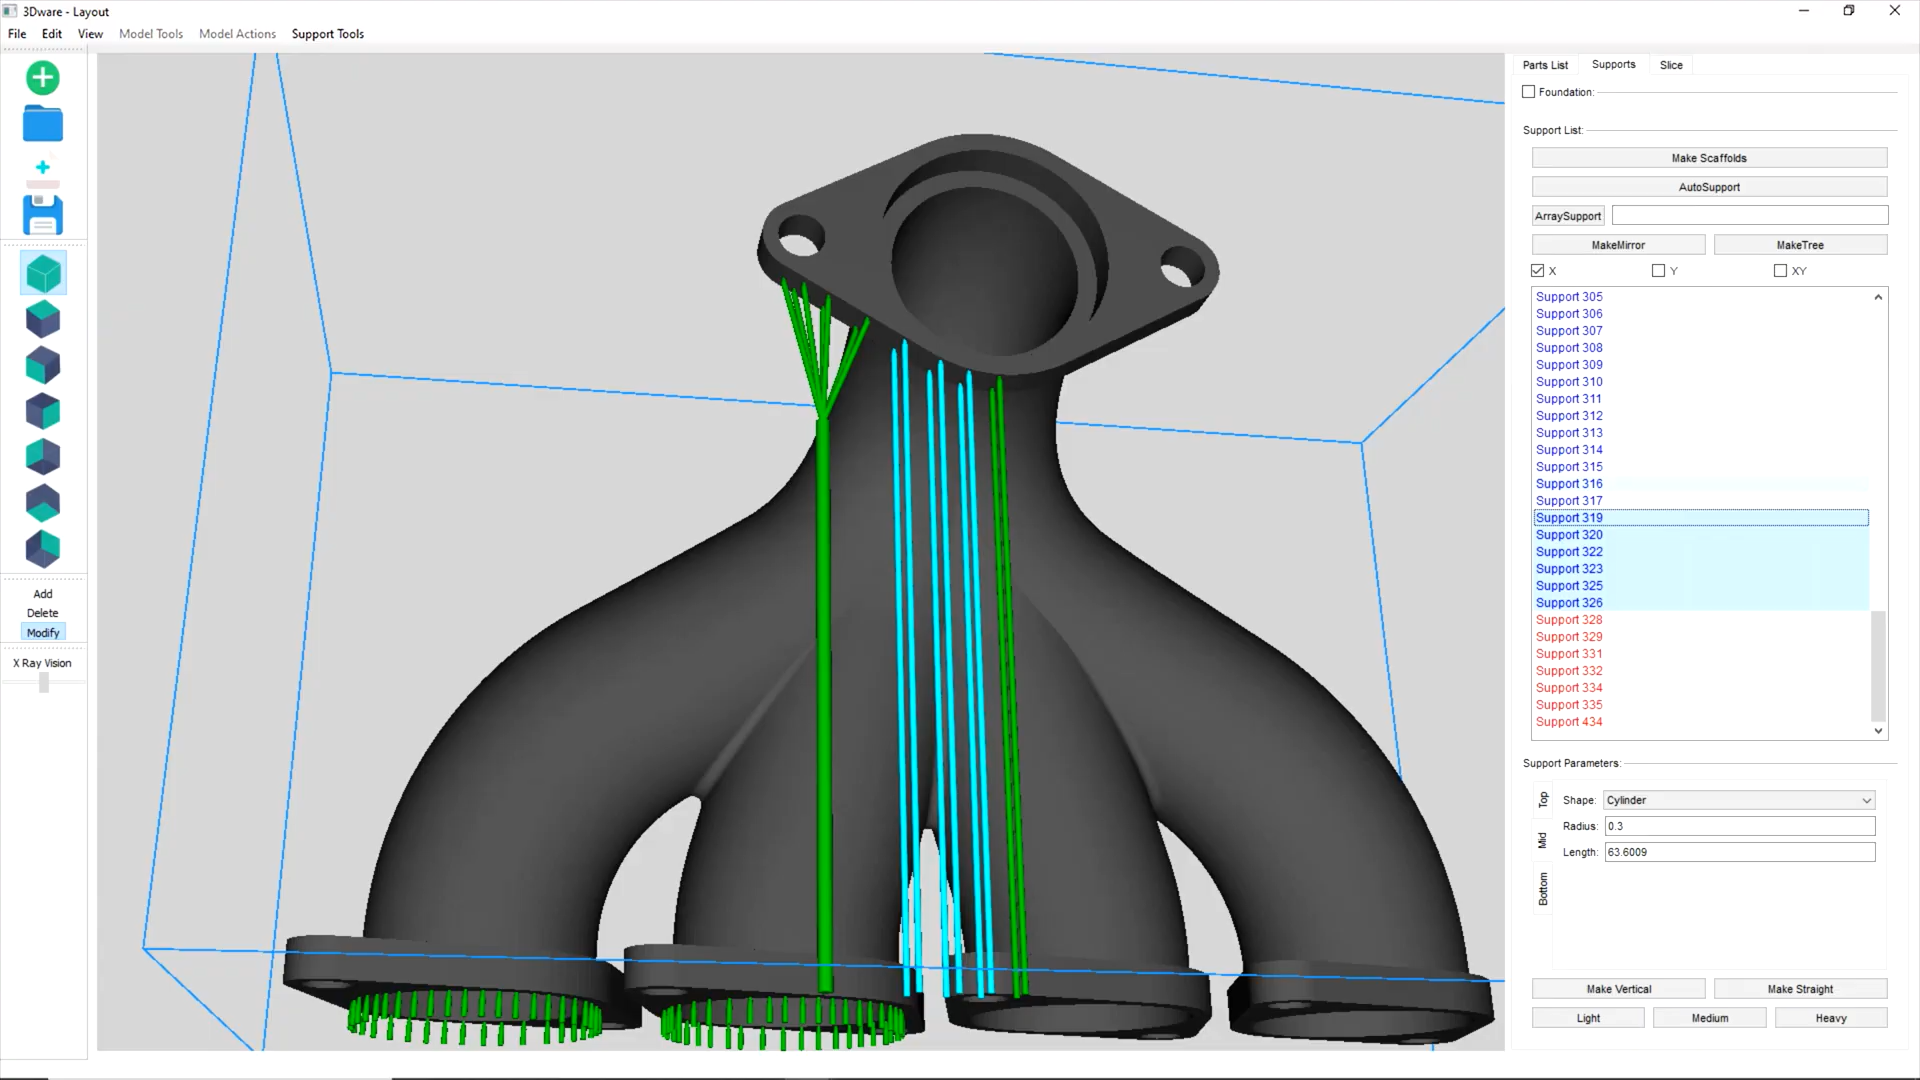 3Dware - Layout
File Edit View Model Tools Model Actions Support Tools
Parts List Supports Slice
Foundation:
Support List:
Make Scaffolds
AutoSupport
ArraySupport
MakeMirror MakeTree
X Y XY
Support 305
Support 306
Support 307
Support 308
Support 309
Support 310
Support 311
Support 312
Support 313
Support 314
Support 315
Support 316
Support 317
Support 319
Support 320
Support 322
Support 323
Support 325
Support 326
Support 328
Support 329
Support 331
Support 332
Support 334
Support 335
Support 434
Add
Delete
Modify
X Ray Vision
Support Parameters:
Top
Mid
Bottom
Shape: Cylinder
Radius: 0.3
Length: 63.6009
Make Vertical Make Straight
Light Medium Heavy